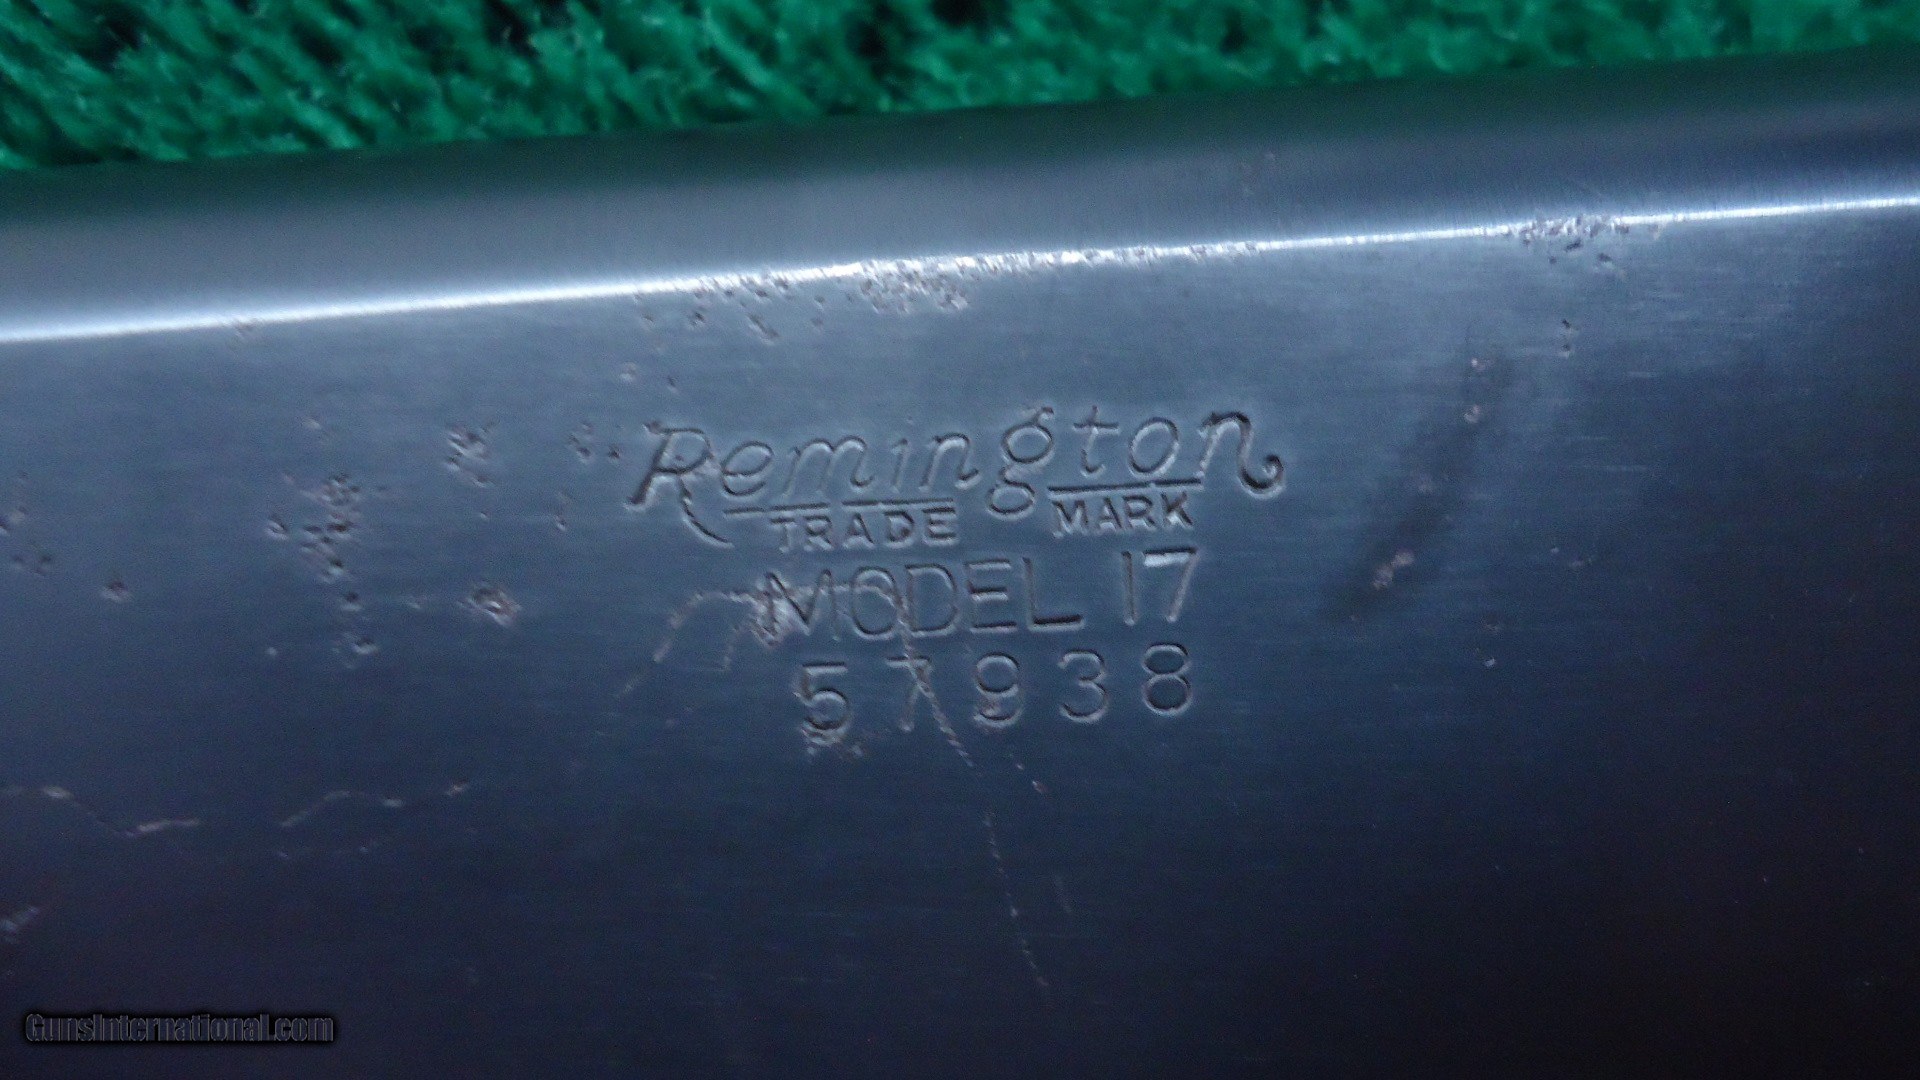 Remington
TRADE MARK
MODEL 17
57938
GunsInternational.com